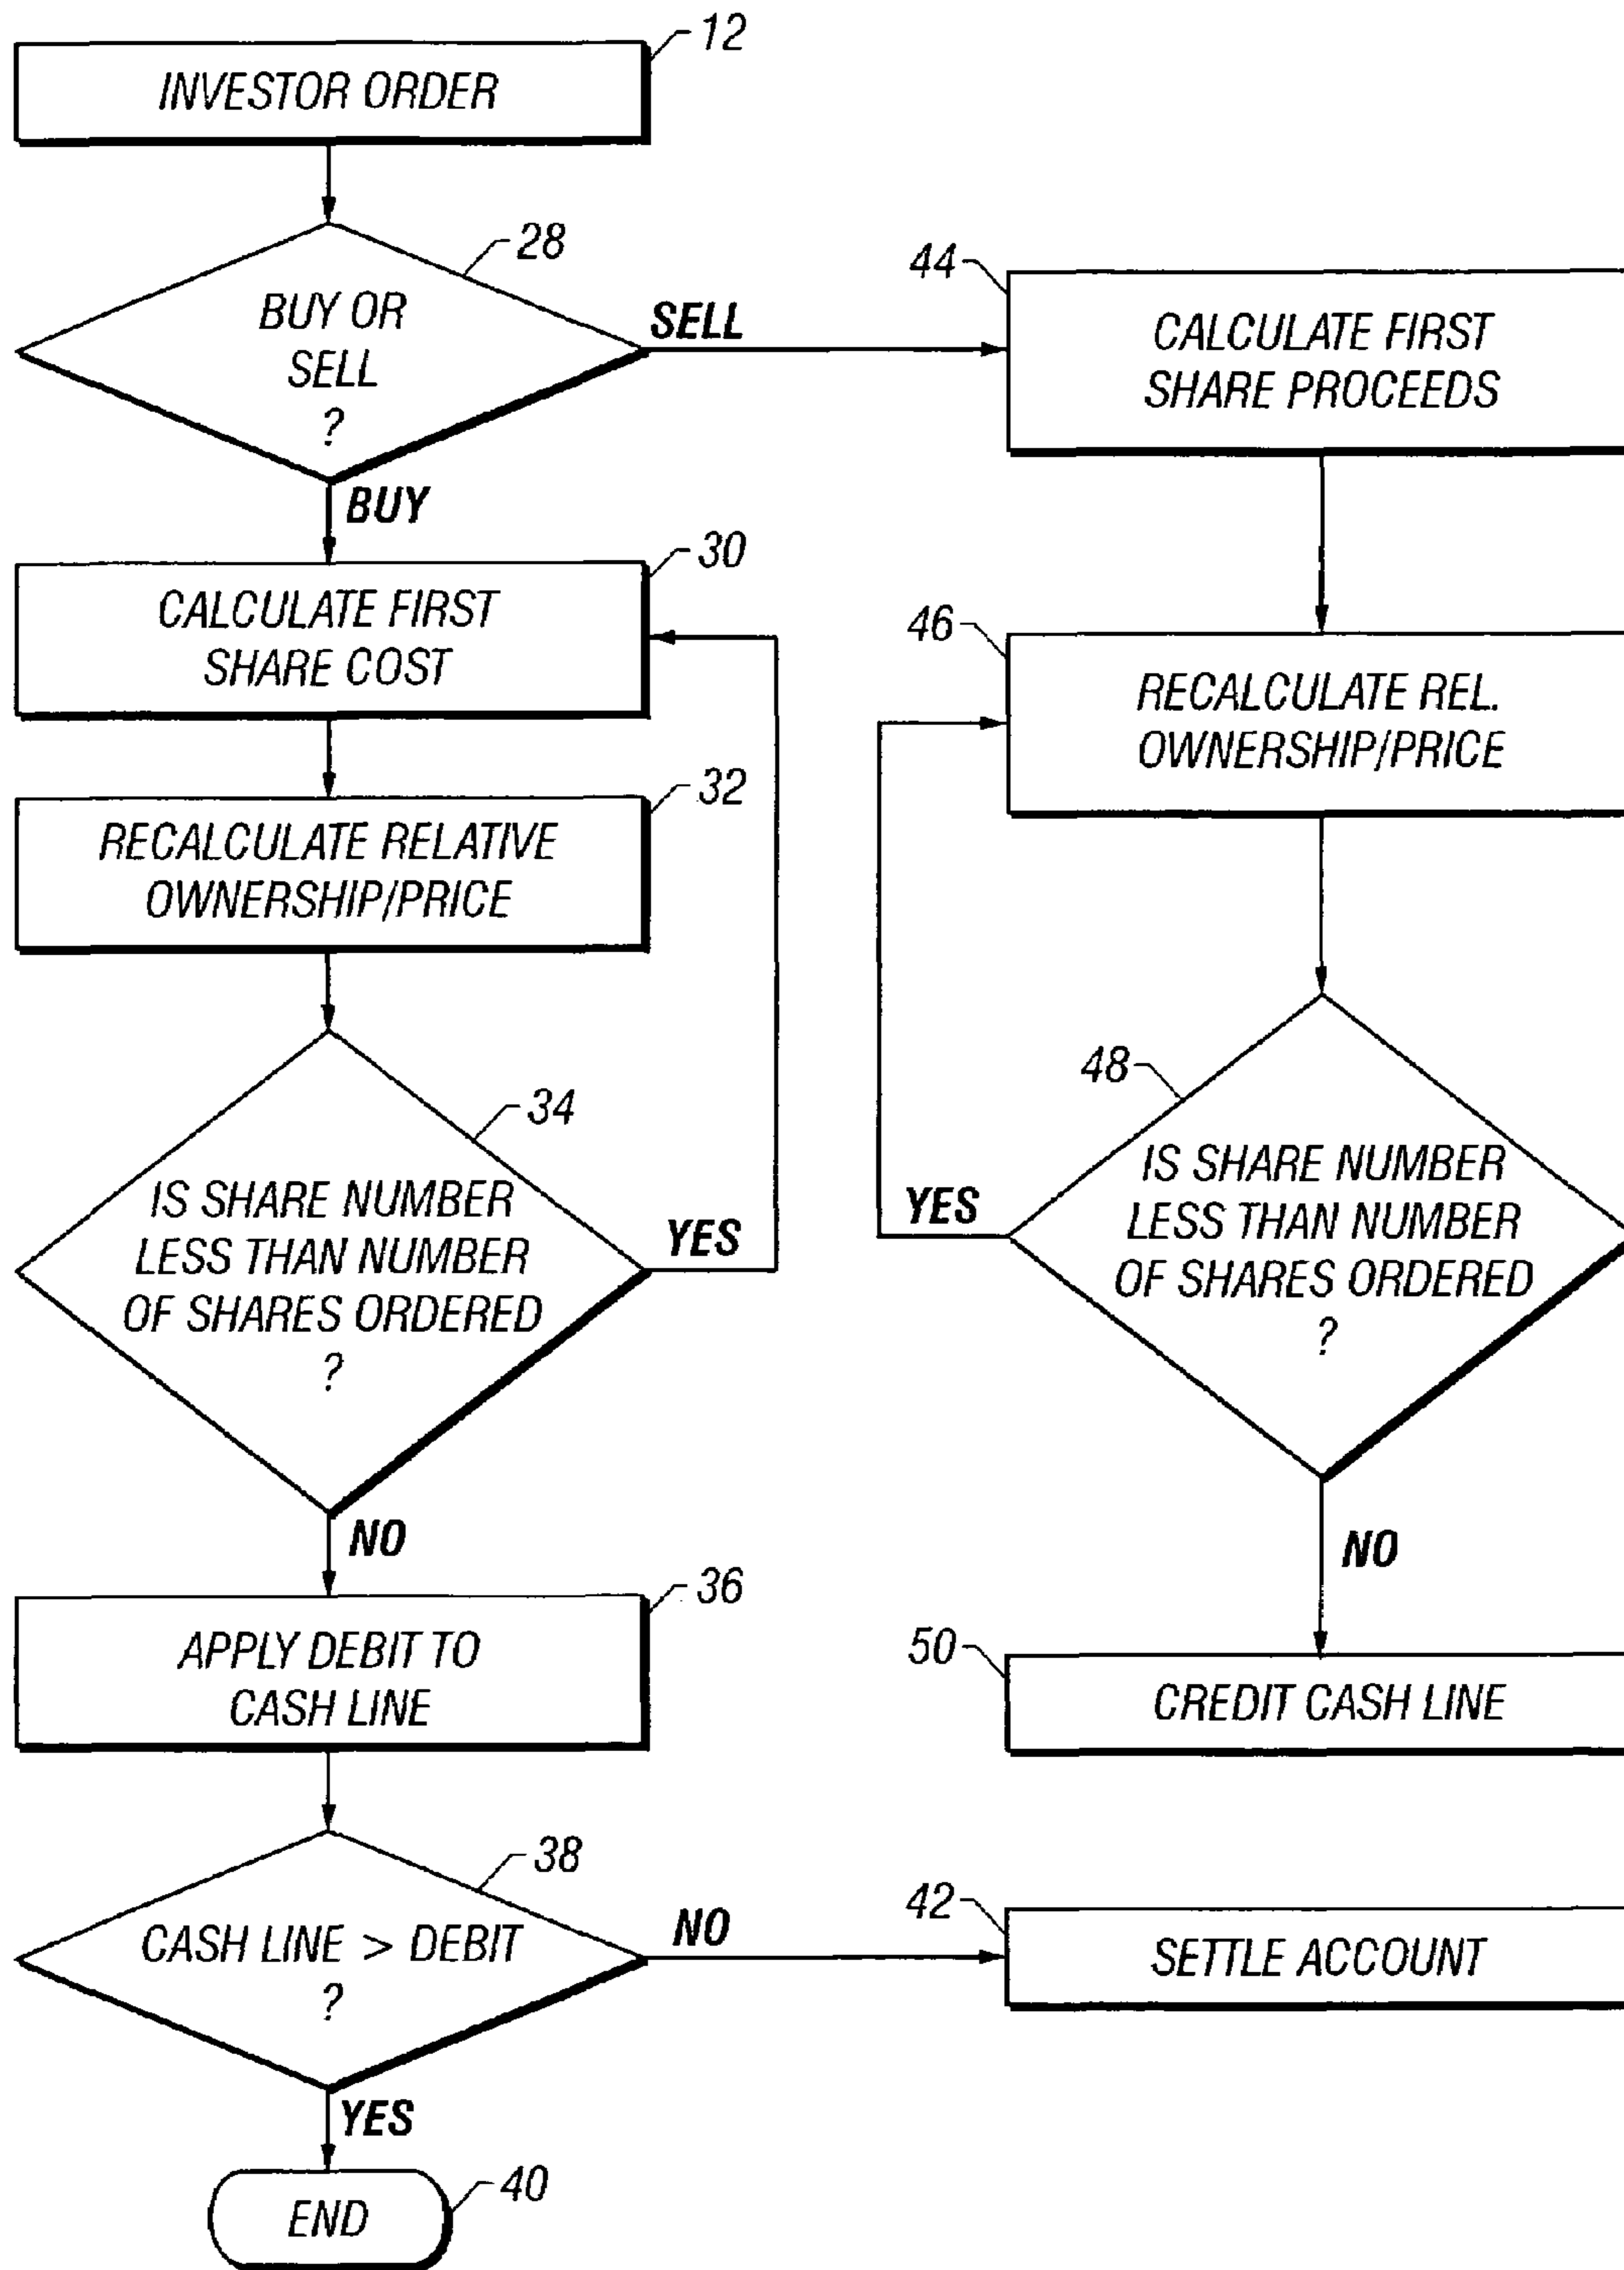 12
INVESTOR ORDER
28
BUY OR
SELL
?
SELL
BUY
30
CALCULATE FIRST
SHARE COST
32
RECALCULATE RELATIVE
OWNERSHIP/PRICE
34
IS SHARE NUMBER
LESS THAN NUMBER
OF SHARES ORDERED
?
YES
NO
36
APPLY DEBIT TO
CASH LINE
38
CASH LINE > DEBIT
?
NO
YES
40
END
44
CALCULATE FIRST
SHARE PROCEEDS
46
RECALCULATE REL.
OWNERSHIP/PRICE
48
IS SHARE NUMBER
LESS THAN NUMBER
OF SHARES ORDERED
?
YES
NO
50
CREDIT CASH LINE
42
SETTLE ACCOUNT